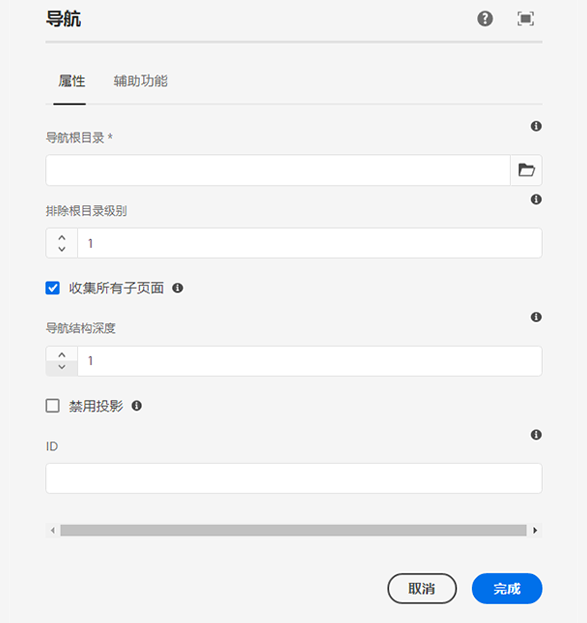 导航
属性 辅助功能
导航根目录 *
排除根目录级别
1
收集所有子页面
导航结构深度
1
禁用投影
ID
取消 完成